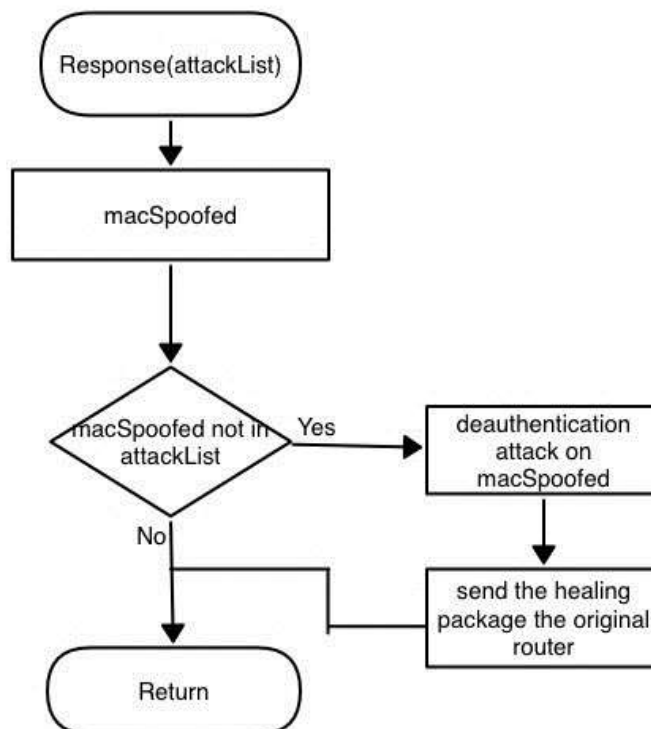 Response(attackList)
macSpoofed
macSpoofed not in
attackList
Yes
deauthentication
attack on
macSpoofed
No
send the healing
package the original
router
Return